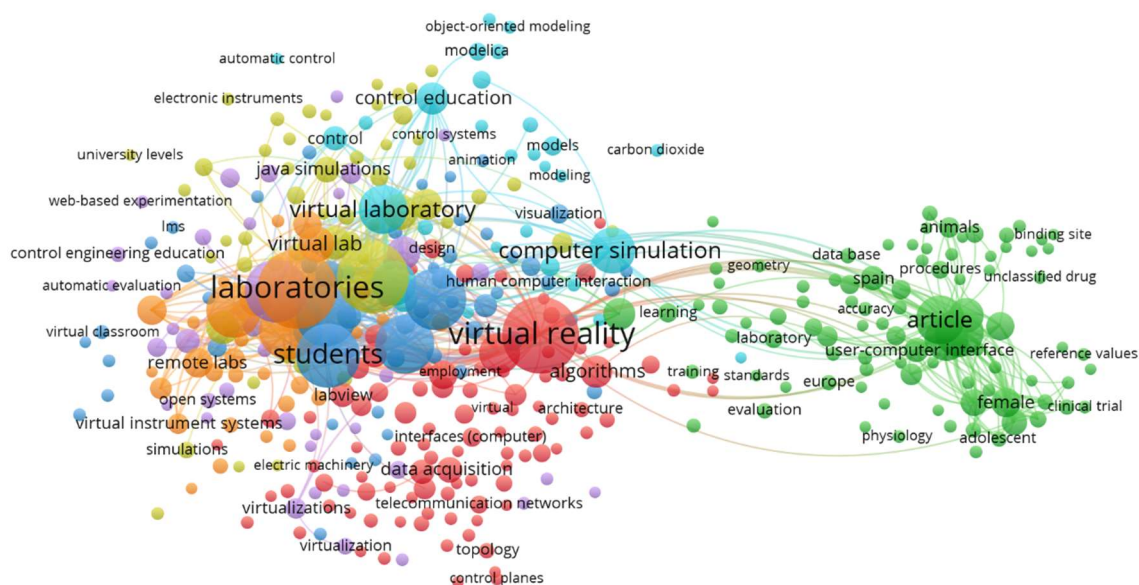 object-oriented modeling
modelica
automatic control
control education
electronic instruments
control
control systems
models
animation
carbon dioxide
university levels
java simulations
modeling
web-based experimentation
virtual laboratory
visualization
lms
virtual lab
design
computer simulation
control engineering education
human computer interaction
automatic evaluation
laboratories
virtual classroom
virtual reality
students
remote labs
employment
algorithms
labview
open systems
virtual
architecture
virtual instrument systems
interfaces (computer)
simulations
electric machinery
data acquisition
virtualizations
telecommunication networks
virtualization
topology
control planes
animals
binding site
data base
geometry
procedures
spain
unclassified drug
learning
accuracy
article
laboratory
user-computer interface
reference values
training
standards
europe
evaluation
female
clinical trial
physiology
adolescent